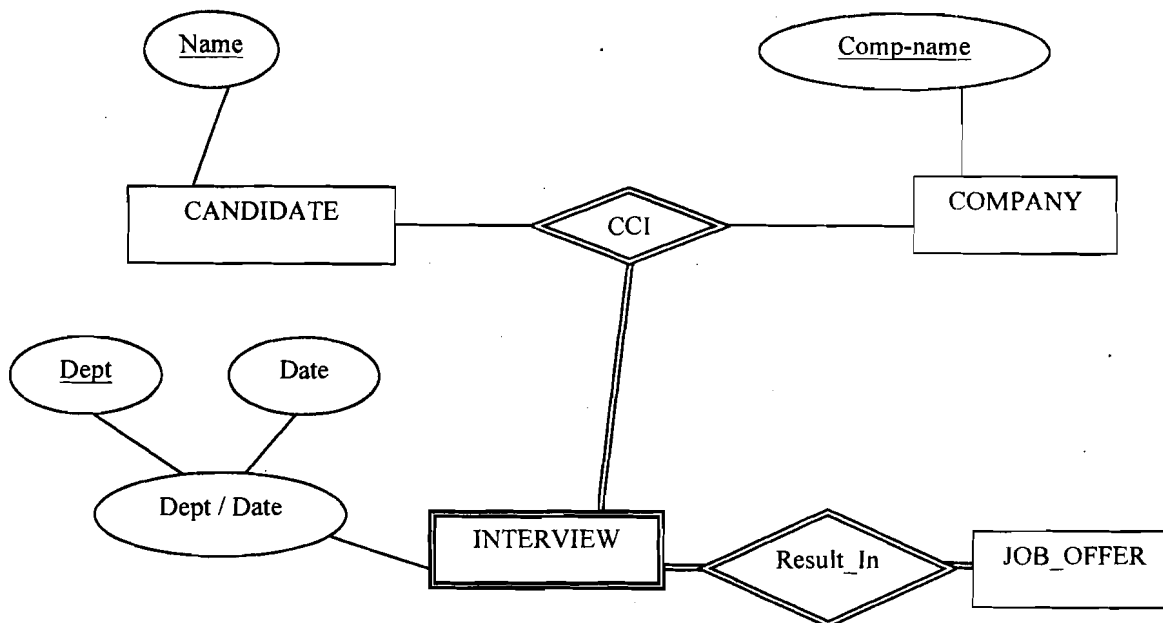 Name
Comp-name
CANDIDATE
CCI
COMPANY
Dept
Date
Dept / Date
INTERVIEW
Result_In
JOB_OFFER